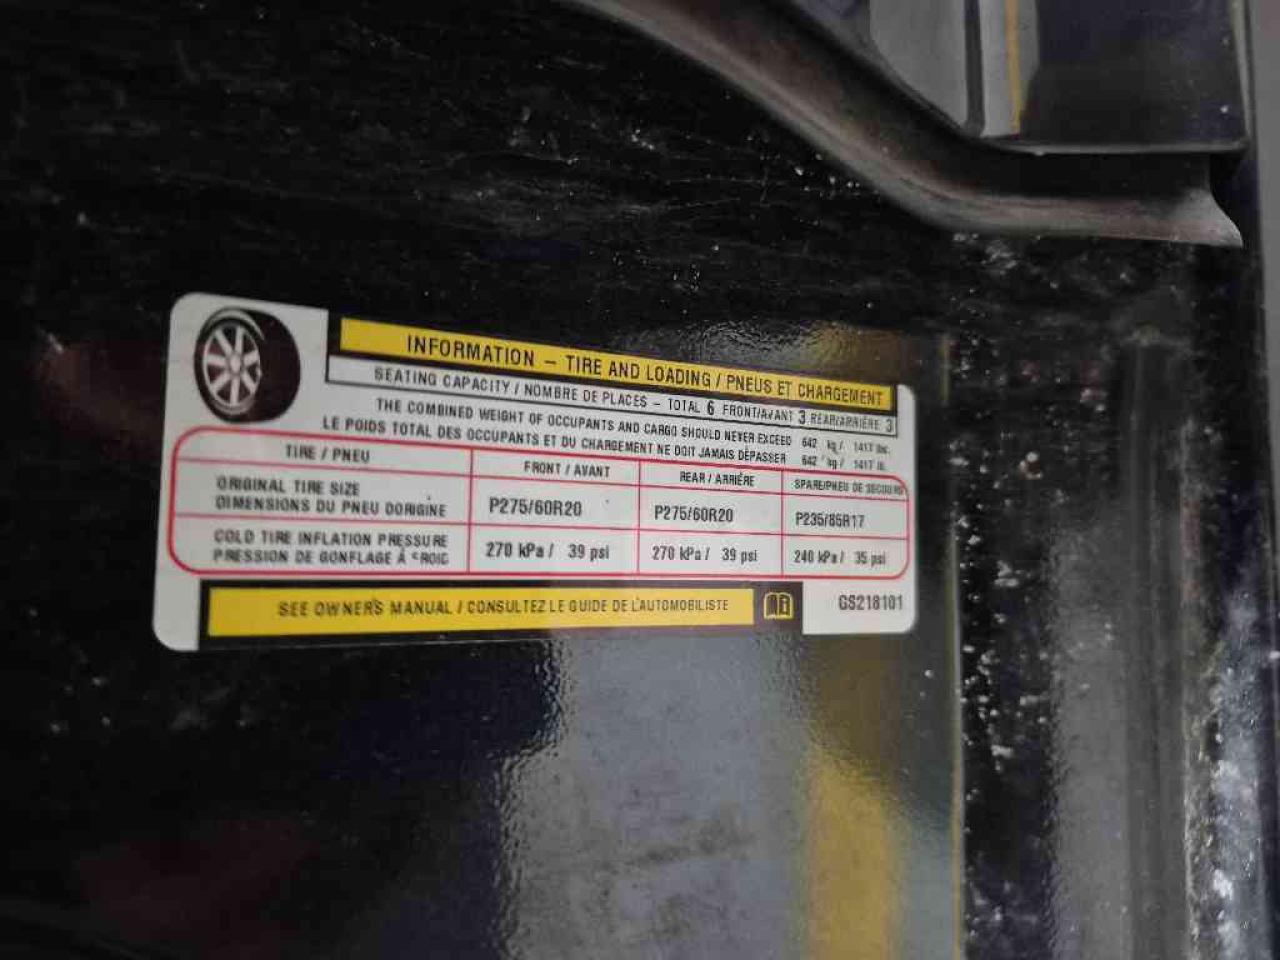 INFORMATION – TIRE AND LOADING / PNEUS ET CHARGEMENT
SEATING CAPACITY / NOMBRE DE PLACES – TOTAL 6 FRONT/AVANT 3 REAR/ARRIÈRE 3
THE COMBINED WEIGHT OF OCCUPANTS AND CARGO SHOULD NEVER EXCEED 642 kg / 1417 lbs.
LE POIDS TOTAL DES OCCUPANTS ET DU CHARGEMENT NE DOIT JAMAIS DÉPASSER 642 kg / 1417 lb.
TIRE / PNEU FRONT / AVANT REAR / ARRIÈRE SPARE/PNEU DE SECOURS
ORIGINAL TIRE SIZE
DIMENSIONS DU PNEU DORIGINE P275/60R20 P275/60R20 P235/85R17
COLD TIRE INFLATION PRESSURE
PRESSION DE GONFLAGE À FROID 270 kPa / 39 psi 270 kPa / 39 psi 240 kPa / 35 psi
SEE OWNER'S MANUAL / CONSULTEZ LE GUIDE DE L'AUTOMOBILISTE
GS218101